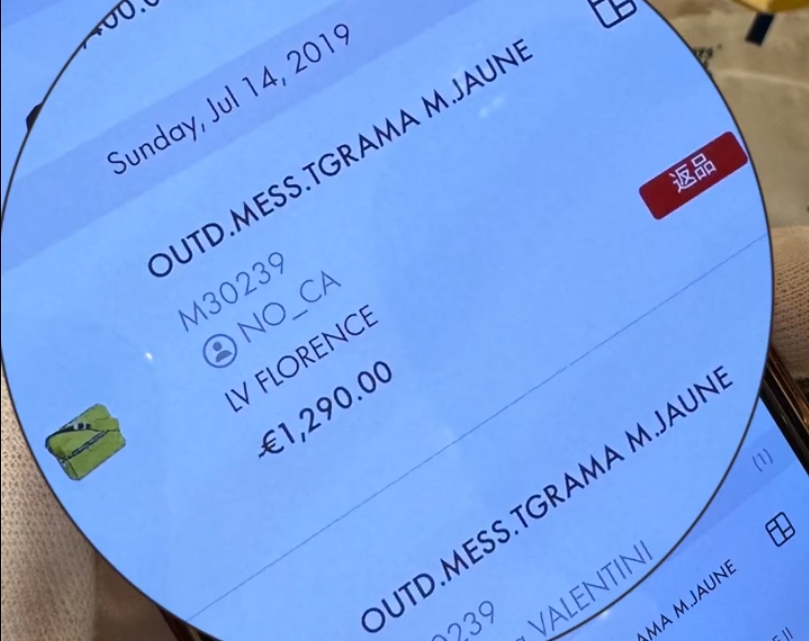 Sunday, Jul 14, 2019
OUTD.MESS.TGRAMA M.JAUNE
返品
M30239
NO_CA
LV FLORENCE
€1,290.00
OUTD.MESS.TGRAMA M.JAUNE
(1)
VALENTINI
M.JAUNE